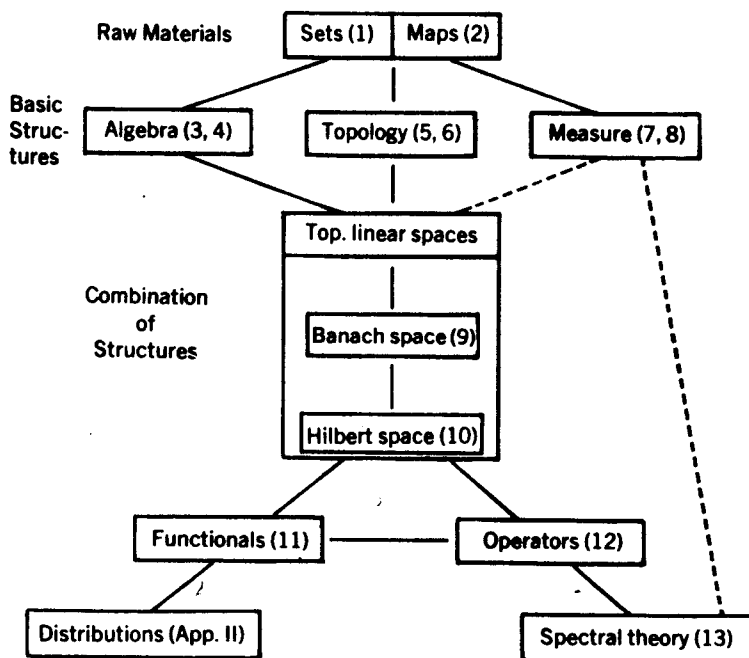 Raw Materials
Sets (1) Maps (2)
Basic
Struc-
tures
Algebra (3, 4)
Topology (5, 6)
Measure (7, 8)
Top. linear spaces
Combination
of
Structures
Banach space (9)
Hilbert space (10)
Functionals (11)
Operators (12)
Distributions (App. II)
Spectral theory (13)